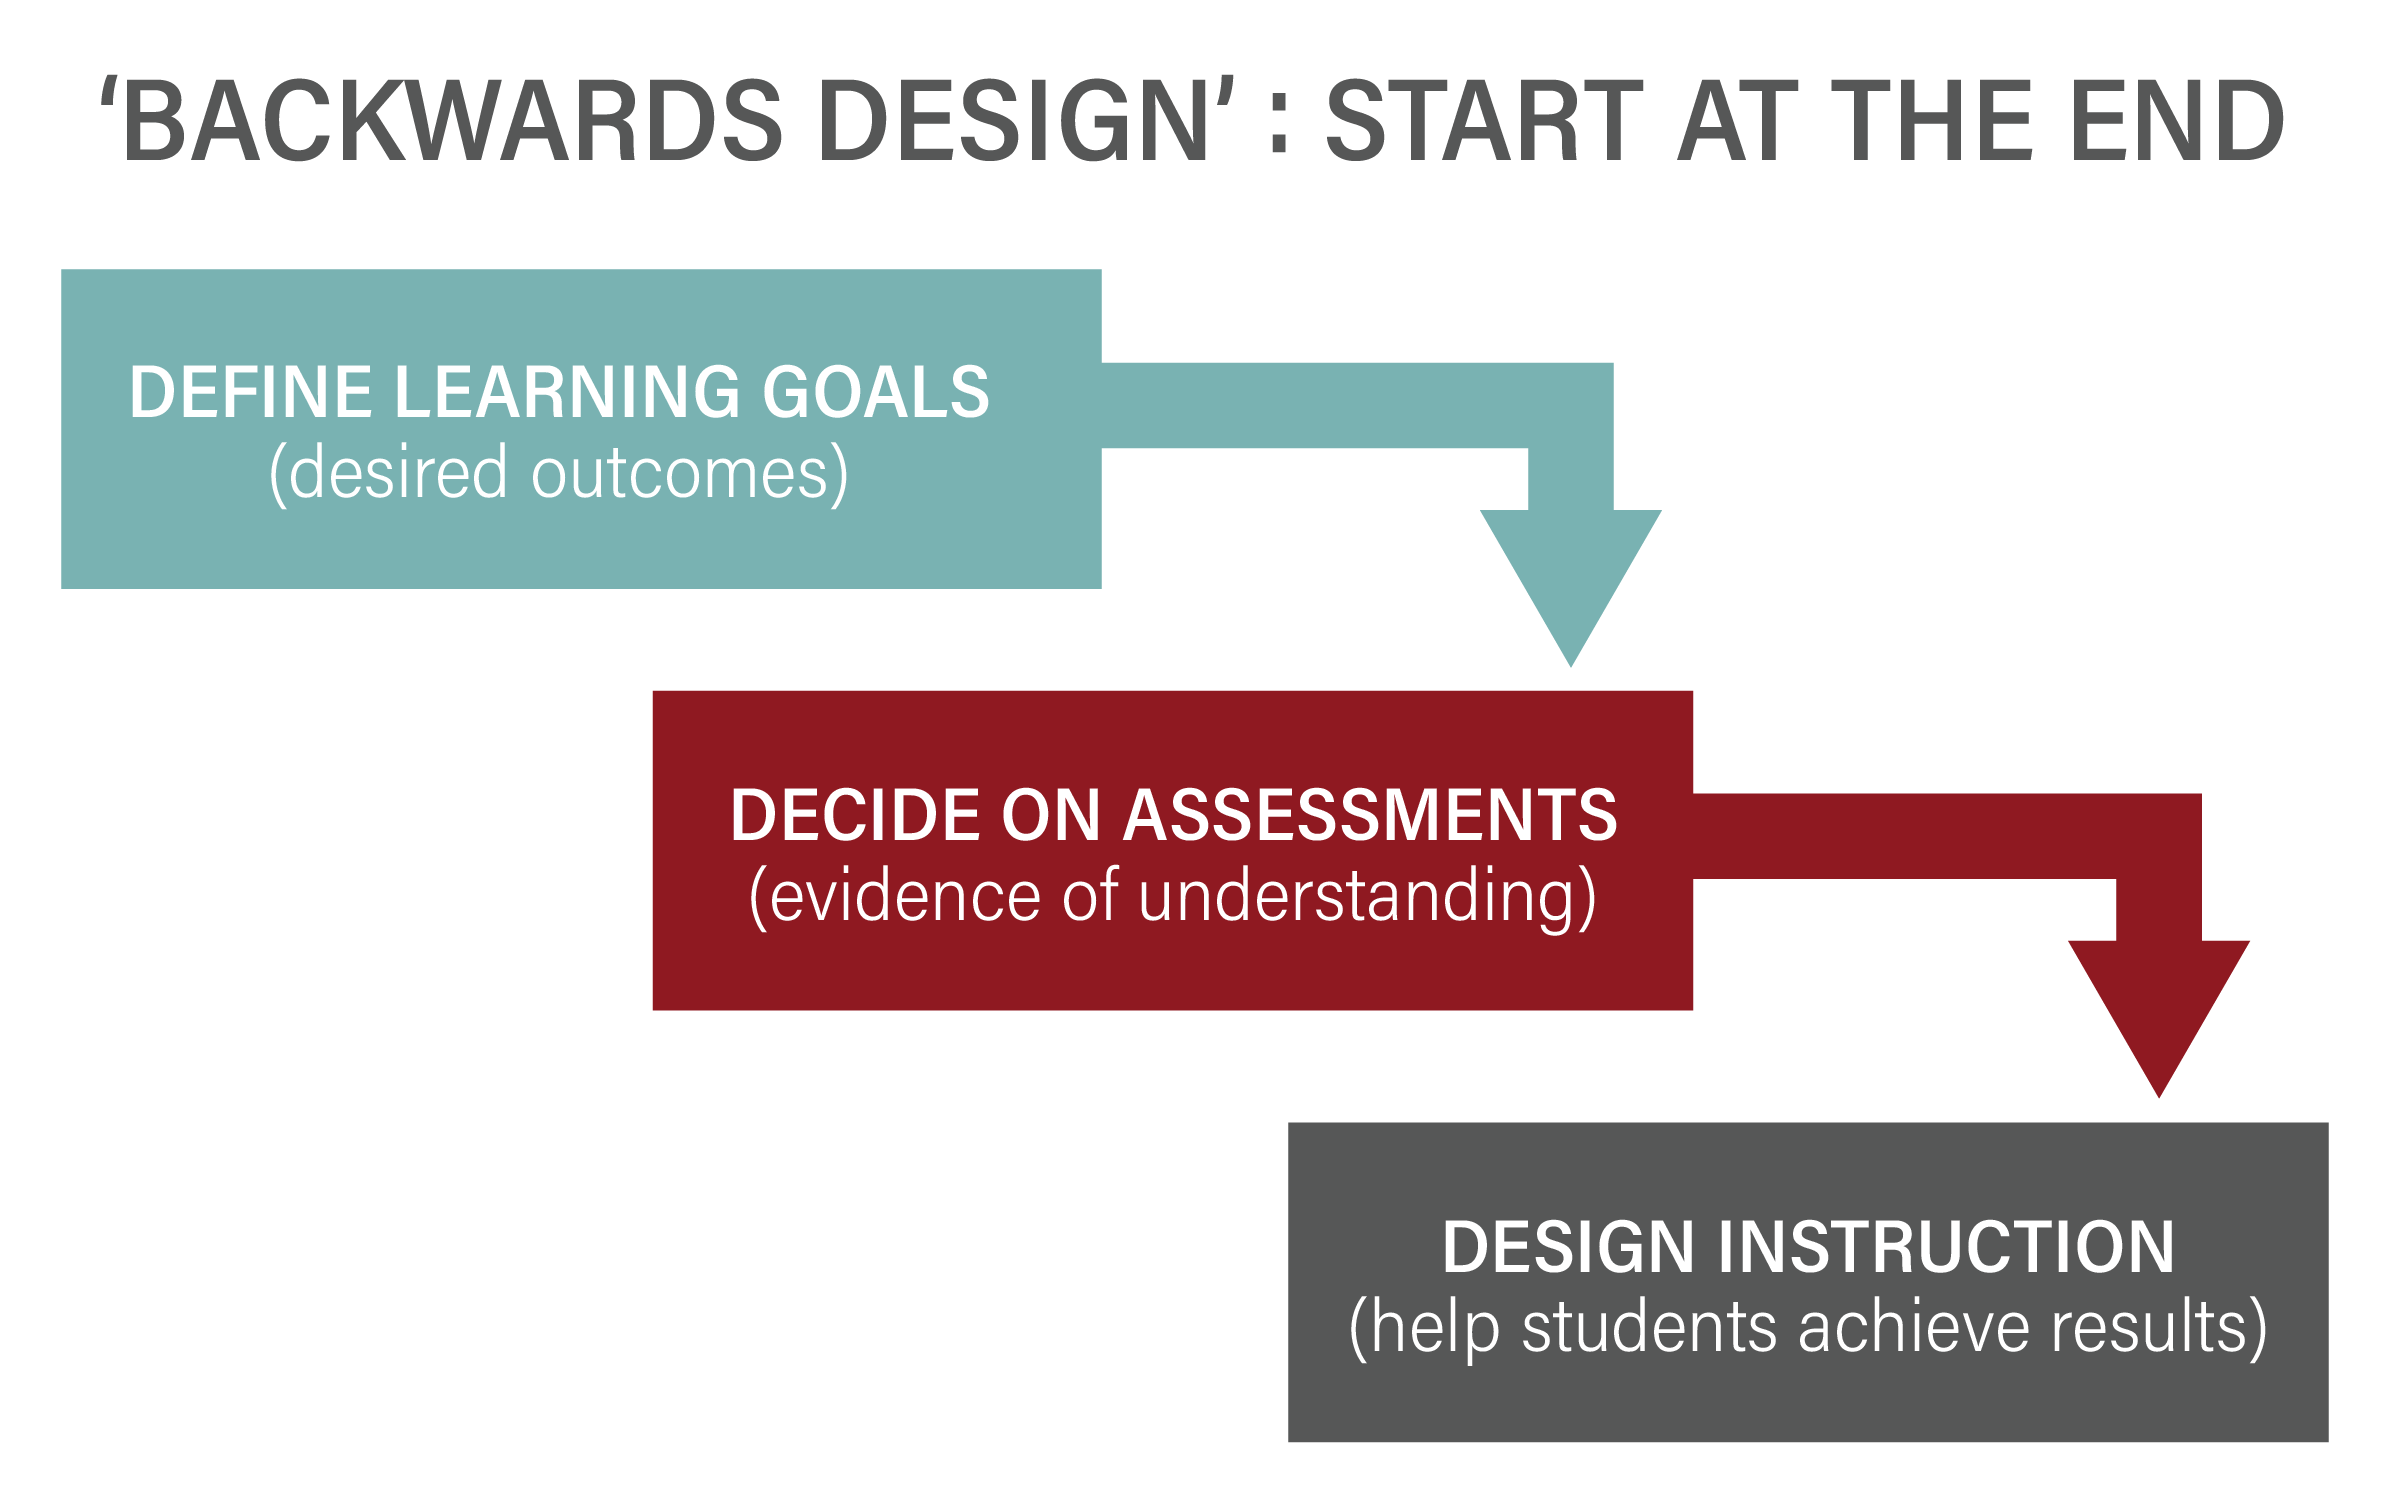 ‘BACKWARDS DESIGN’ : START AT THE END
DEFINE LEARNING GOALS
(desired outcomes)
DECIDE ON ASSESSMENTS
(evidence of understanding)
DESIGN INSTRUCTION
(help students achieve results)